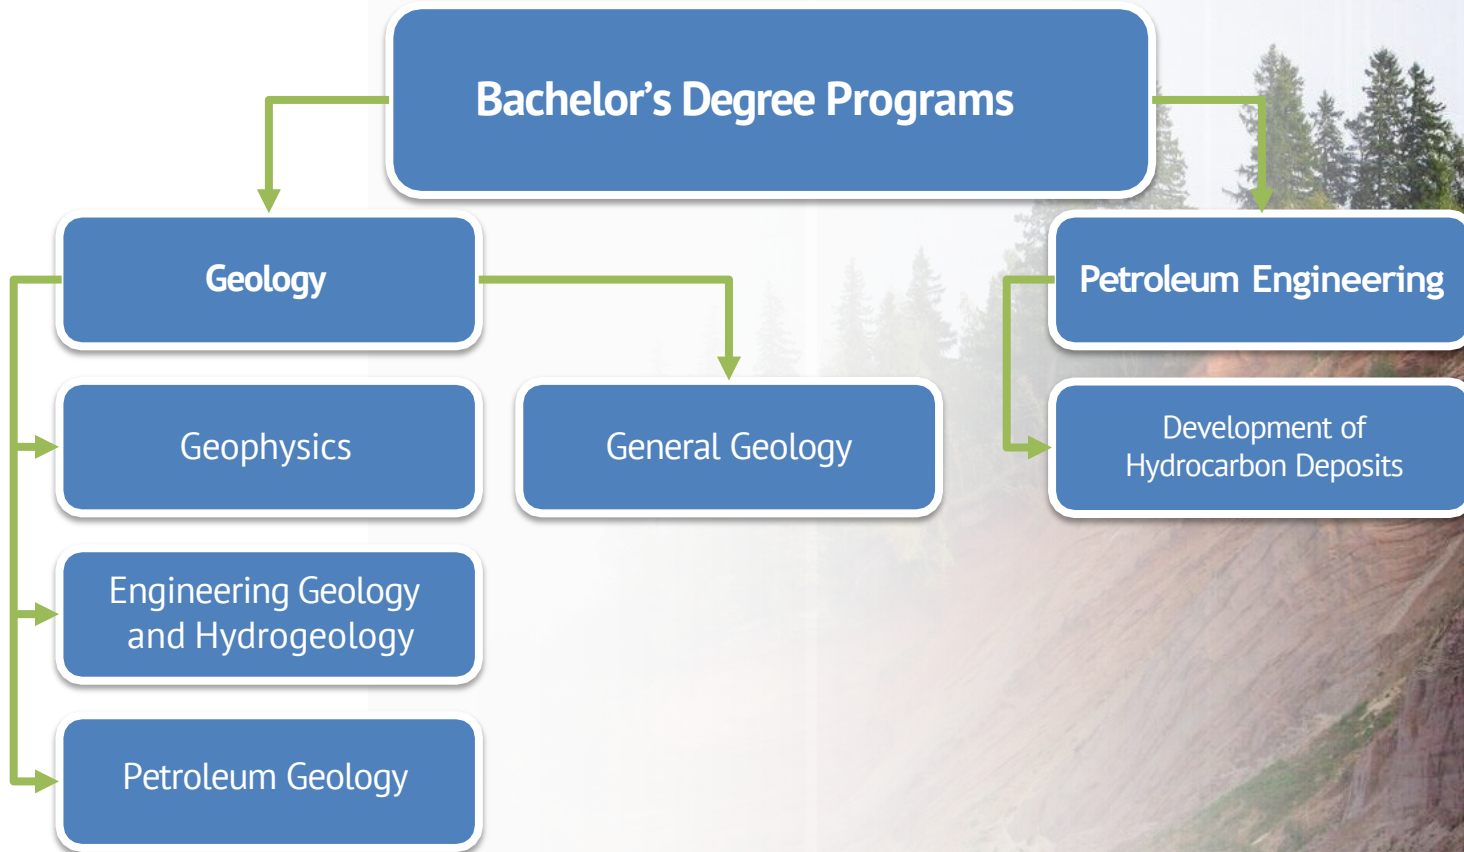 Bachelor’s Degree Programs
Geology
Petroleum Engineering
Geophysics
General Geology
Development of
Hydrocarbon Deposits
Engineering Geology
and Hydrogeology
Petroleum Geology